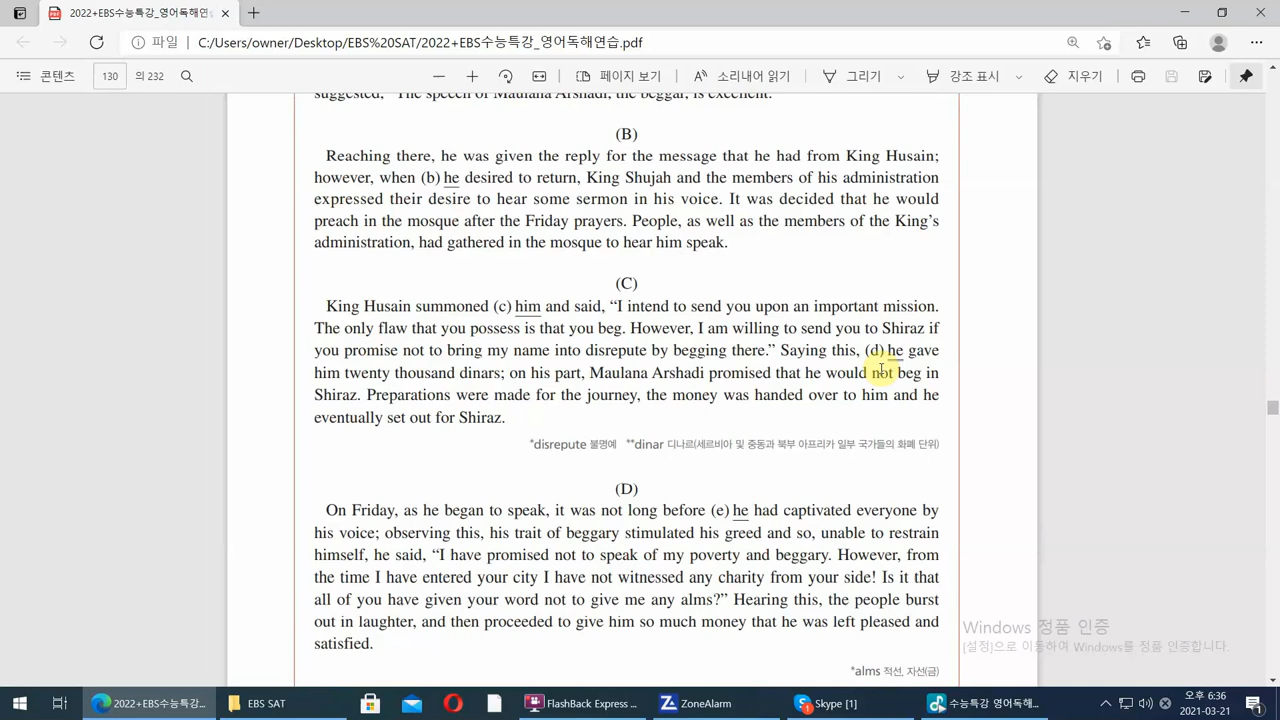 2022+EBS수능특강_영어독해연습
파일 C:/Users/owner/Desktop/EBS%20SAT/2022+EBS수능특강_영어독해연습.pdf
콘텐츠 130 의 232 페이지 보기 소리내어 읽기 그리기 강조 표시 지우기
suggested, "The speech of Maulana Arshadi, the beggar, is excellent."
(B)
Reaching there, he was given the reply for the message that he had from King Husain;
however, when (b) he desired to return, King Shujah and the members of his administration
expressed their desire to hear some sermon in his voice. It was decided that he would
preach in the mosque after the Friday prayers. People, as well as the members of the King's
administration, had gathered in the mosque to hear him speak.
(C)
King Husain summoned (c) him and said, "I intend to send you upon an important mission.
The only flaw that you possess is that you beg. However, I am willing to send you to Shiraz if
you promise not to bring my name into disrepute by begging there." Saying this, (d) he gave
him twenty thousand dinars; on his part, Maulana Arshadi promised that he would not beg in
Shiraz. Preparations were made for the journey, the money was handed over to him and he
eventually set out for Shiraz.
*disrepute 불명예 **dinar 디나르(세르비아 및 중동과 북부 아프리카 일부 국가들의 화폐 단위)
(D)
On Friday, as he began to speak, it was not long before (e) he had captivated everyone by
his voice; observing this, his trait of beggary stimulated his greed and so, unable to restrain
himself, he said, "I have promised not to speak of my poverty and beggary. However, from
the time I have entered your city I have not witnessed any charity from your side! Is it that
all of you have given your word not to give me any alms?" Hearing this, the people burst
out in laughter, and then proceeded to give him so much money that he was left pleased and
satisfied.
*alms 적선, 자선(금)
Windows 정품 인증
[설정]으로 이동하여 Windows를 정품 인증합니다.
2022+EBS수능특강_... EBS SAT FlashBack Express ... ZoneAlarm Skype [1] 수능특강 영어독해... 오후 6:36
2021-03-21